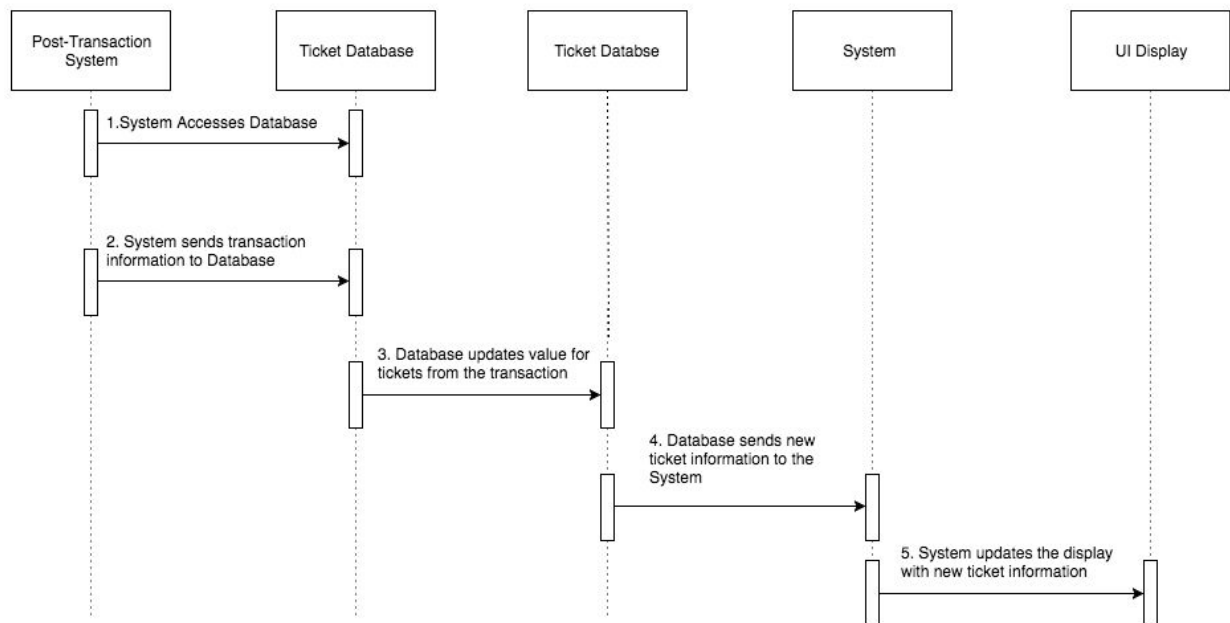 Post-Transaction
System
Ticket Database
Ticket Databse
System
UI Display
1.System Accesses Database
2. System sends transaction
information to Database
3. Database updates value for
tickets from the transaction
4. Database sends new
ticket information to the
System
5. System updates the display
with new ticket information